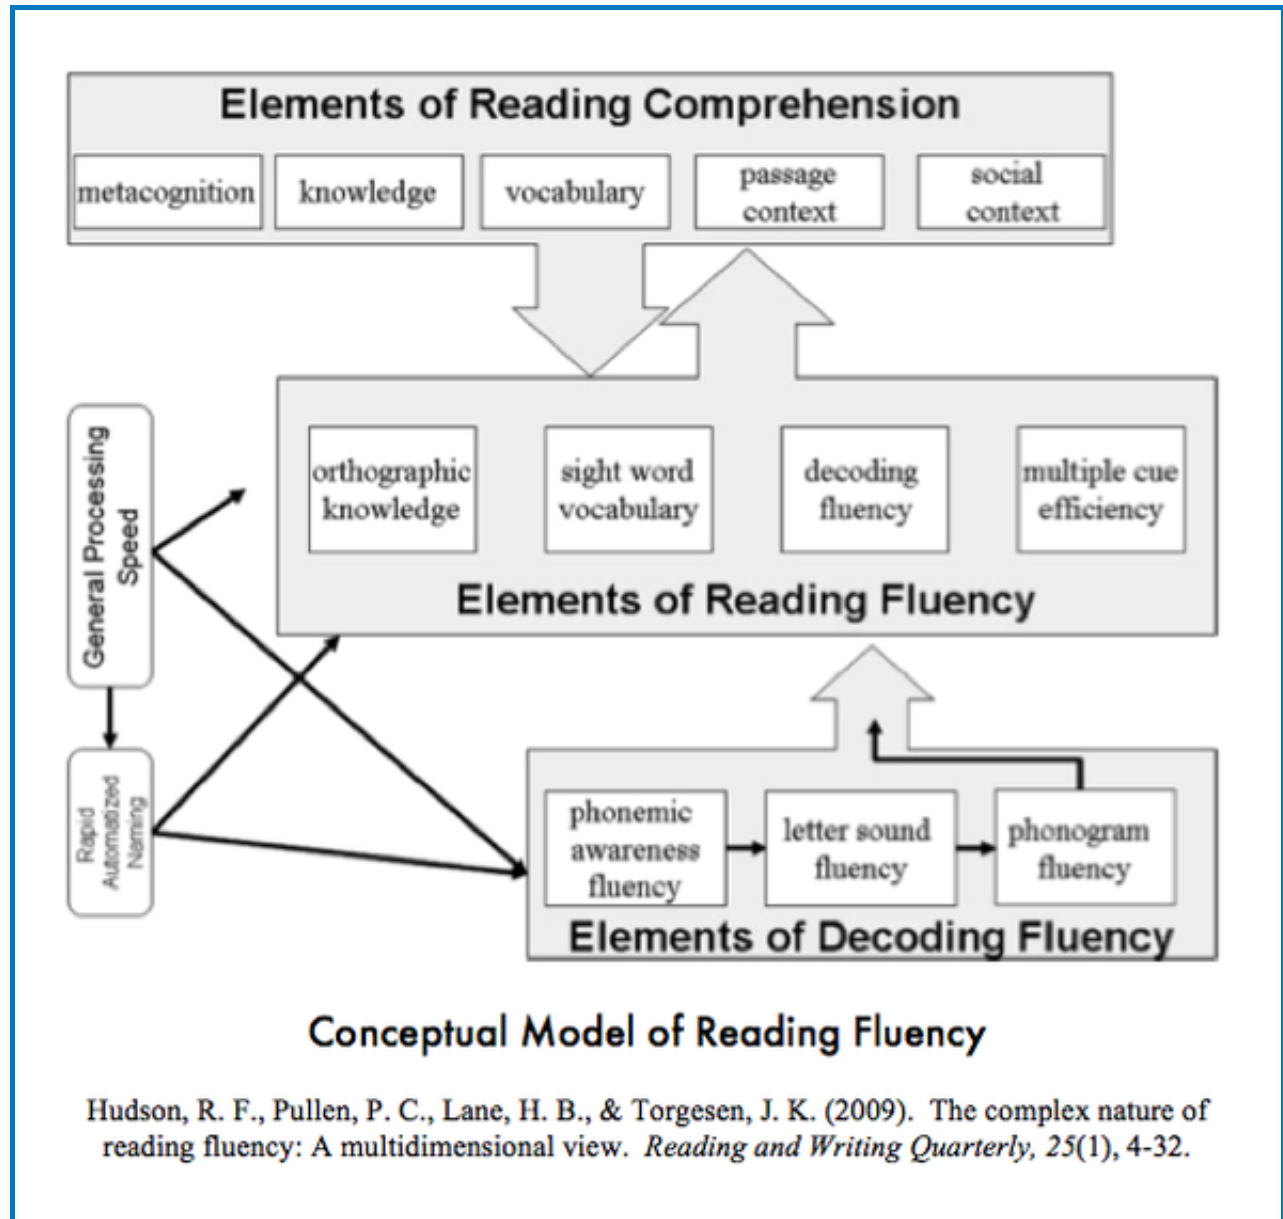 Elements of Reading Comprehension
metacognition
knowledge
vocabulary
passage
context
social
context
General Processing
Speed
orthographic
knowledge
sight word
vocabulary
decoding
fluency
multiple cue
efficiency
Elements of Reading Fluency
Rapid
Automatized
Naming
phonemic
awareness
fluency
letter sound
fluency
phonogram
fluency
Elements of Decoding Fluency
Conceptual Model of Reading Fluency
Hudson, R. F., Pullen, P. C., Lane, H. B., & Torgesen, J. K. (2009). The complex nature of
reading fluency: A multidimensional view. Reading and Writing Quarterly, 25(1), 4-32.